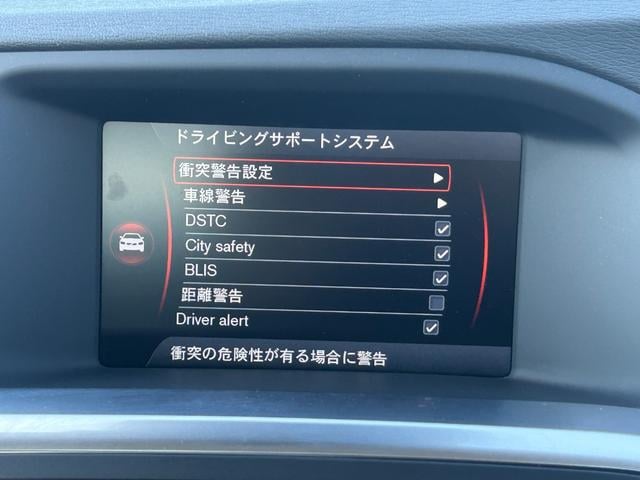 ドライビングサポートシステム
衝突警告設定
車線警告
DSTC
City safety
BLIS
距離警告
Driver alert
衝突の危険性が有る場合に警告